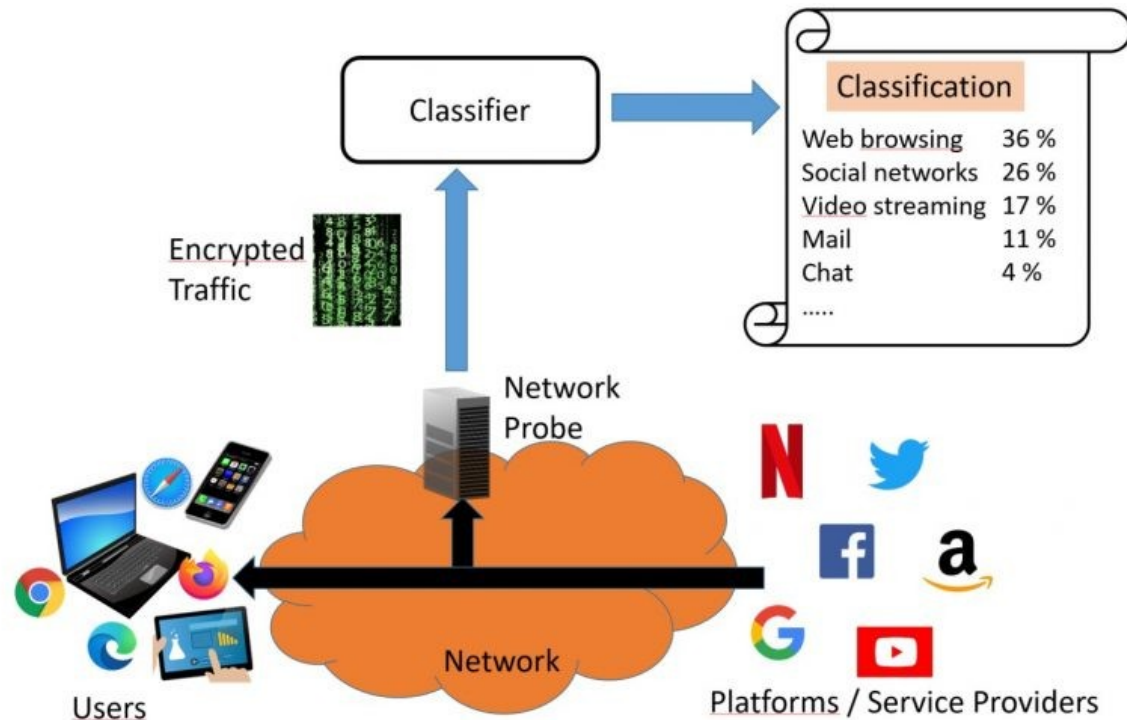 Classifier
Classification
Web browsing 36 %
Social networks 26 %
Video streaming 17 %
Mail 11 %
Chat 4 %
.....
Encrypted
Traffic
Network
Probe
Network
Users
Platforms / Service Providers